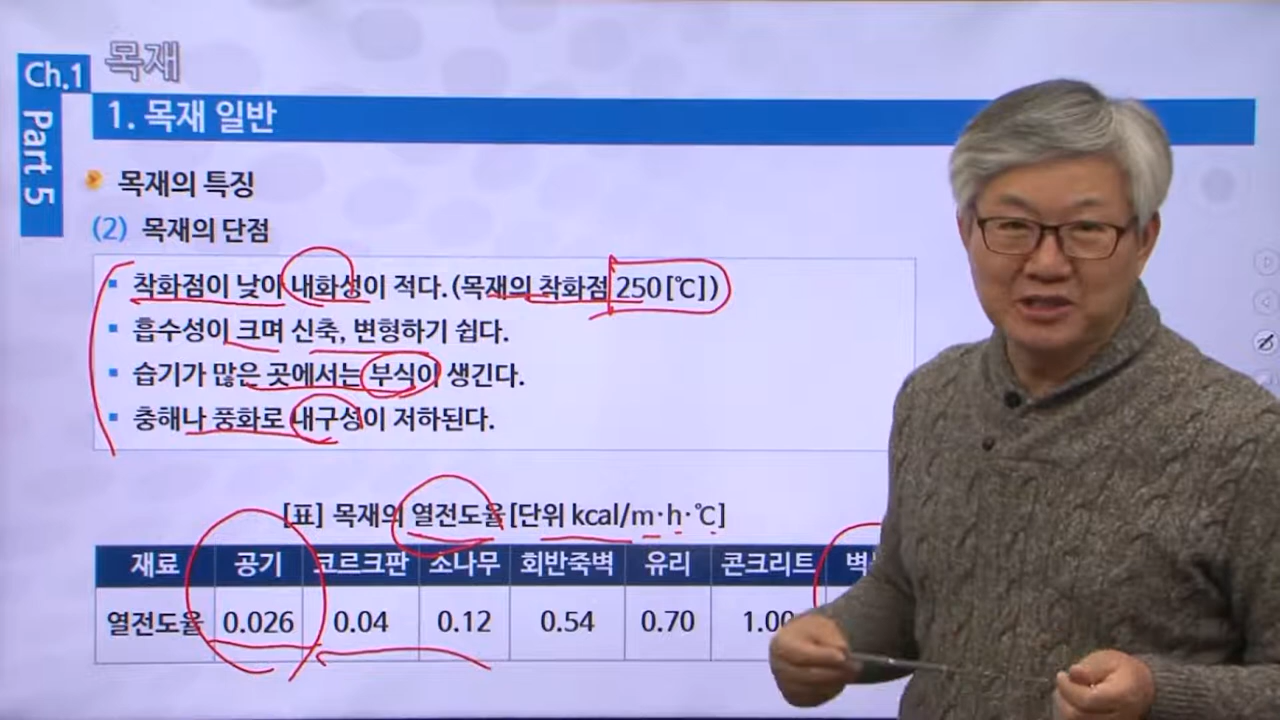 목재
Ch.1
Part 5
1. 목재 일반
목재의 특징
(2) 목재의 단점
착화점이 낮아 내화성이 적다.(목재의 착화점 250[℃])
흡수성이 크며 신축, 변형하기 쉽다.
습기가 많은 곳에서는 부식이 생긴다.
충해나 풍화로 내구성이 저하된다.
[표] 목재의 열전도율[단위 kcal/m·h·℃]
재료 공기 코르크판 소나무 회반죽벽 유리 콘크리트
열전도율 0.026 0.04 0.12 0.54 0.70 1.00